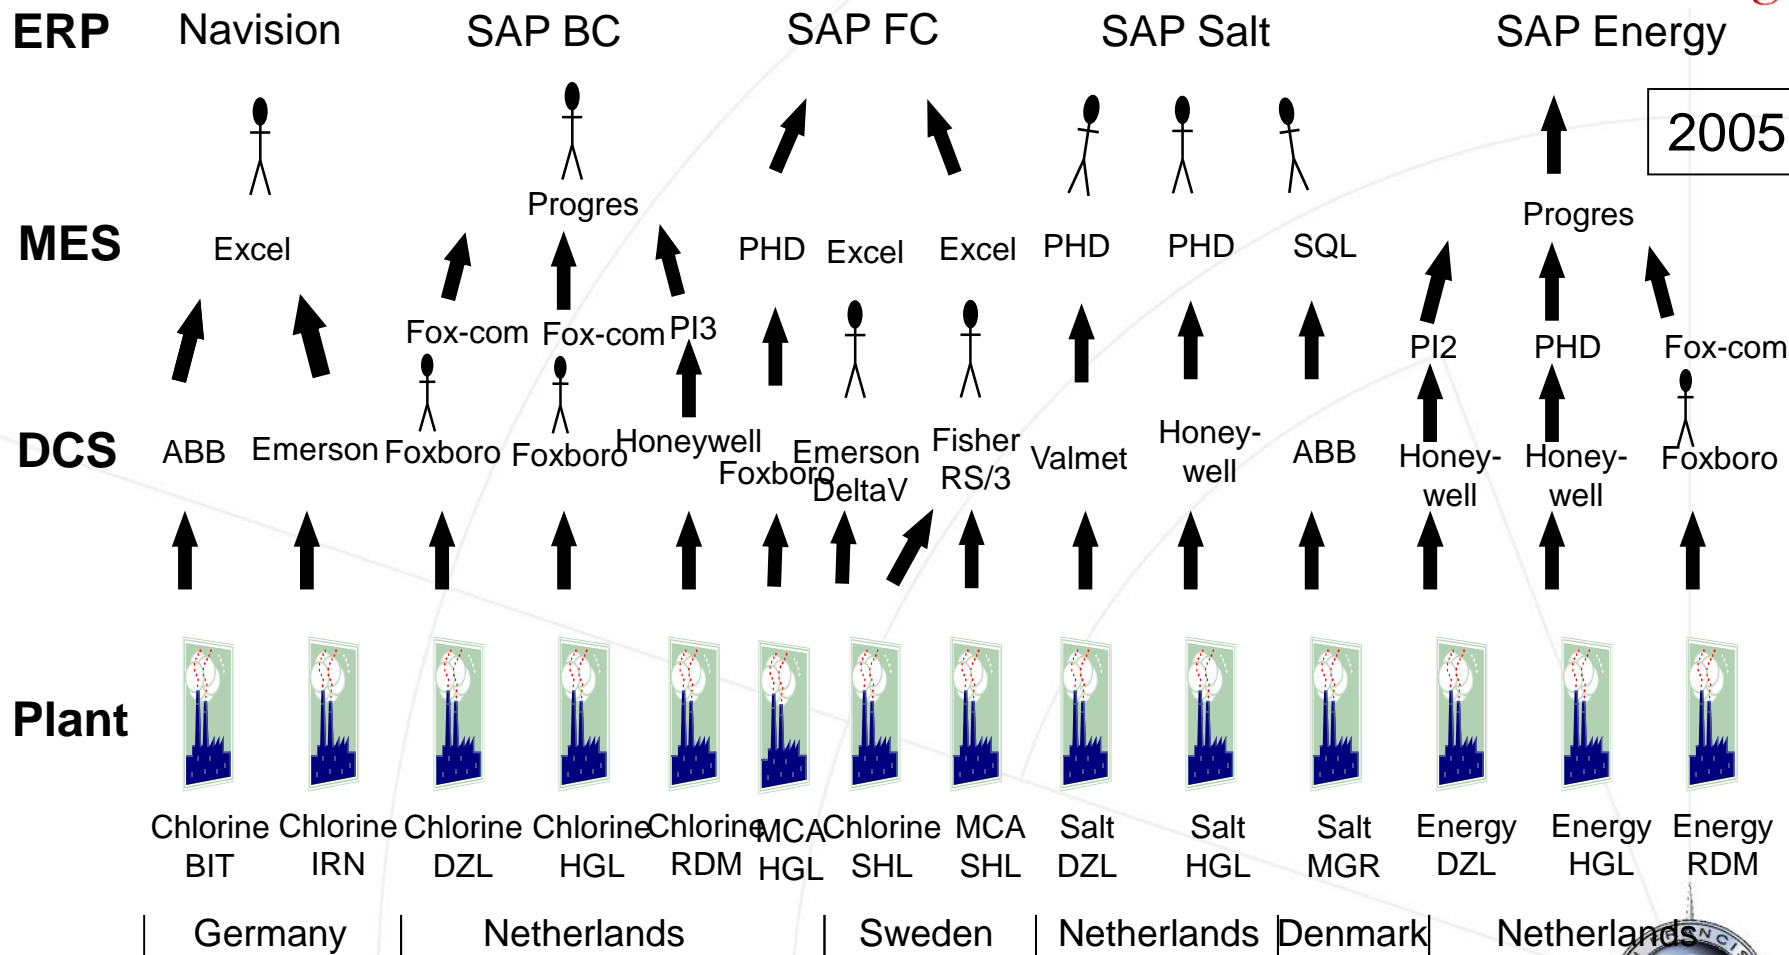 ERP Navision SAP BC SAP FC SAP Salt SAP Energy
2005
Progres Progres
MES Excel PHD Excel Excel PHD PHD SQL
Fox-com Fox-com PI3 PI2 PHD Fox-com
DCS ABB Emerson Foxboro Foxboro Honeywell Foxboro Emerson DeltaV Fisher RS/3 Valmet Honey-well ABB Honey-well Honey-well Foxboro
Plant
Chlorine BIT Chlorine IRN Chlorine DZL Chlorine HGL Chlorine RDM MCA HGL Chlorine SHL MCA SHL Salt DZL Salt HGL Salt MGR Energy DZL Energy HGL Energy RDM
Germany Netherlands Sweden Netherlands Denmark Netherlands